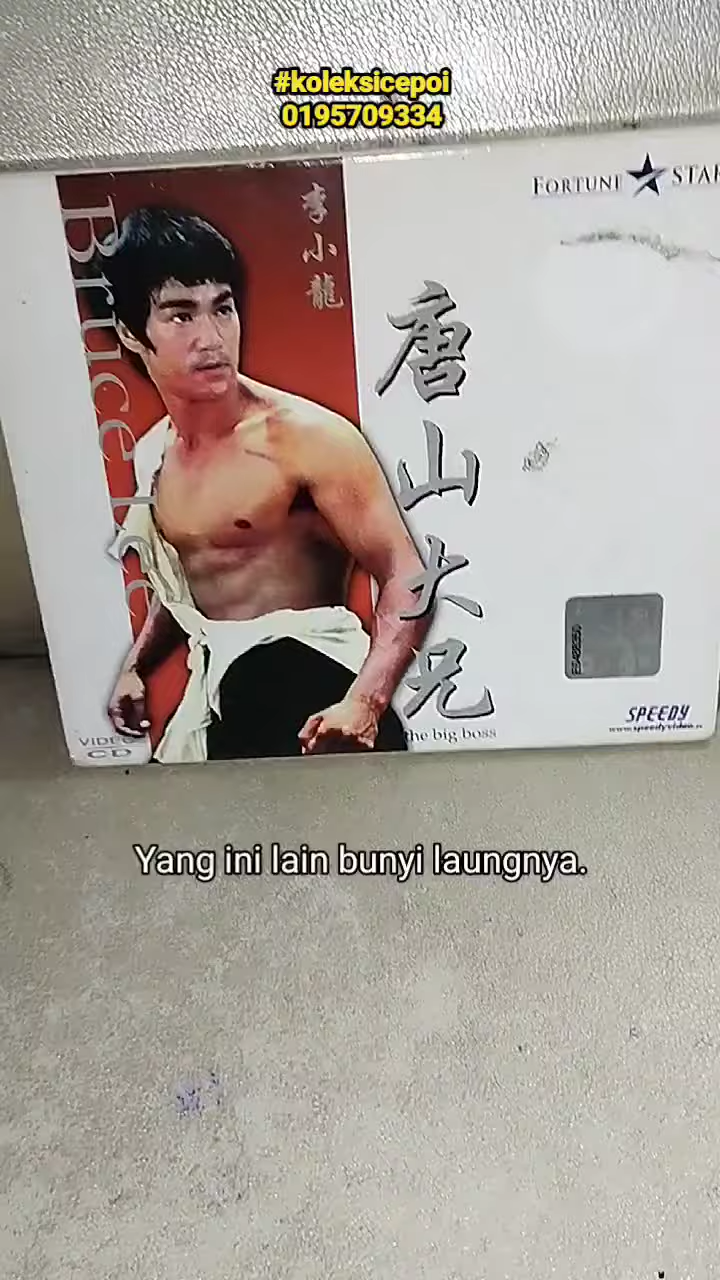 #koleksicepoi
0195709334
FORTUNE STAR
Bruce Lee
李小龍
唐山大兄
the big boss
VIDEO
CD
SPEEDY
Yang ini lain bunyi laungnya.